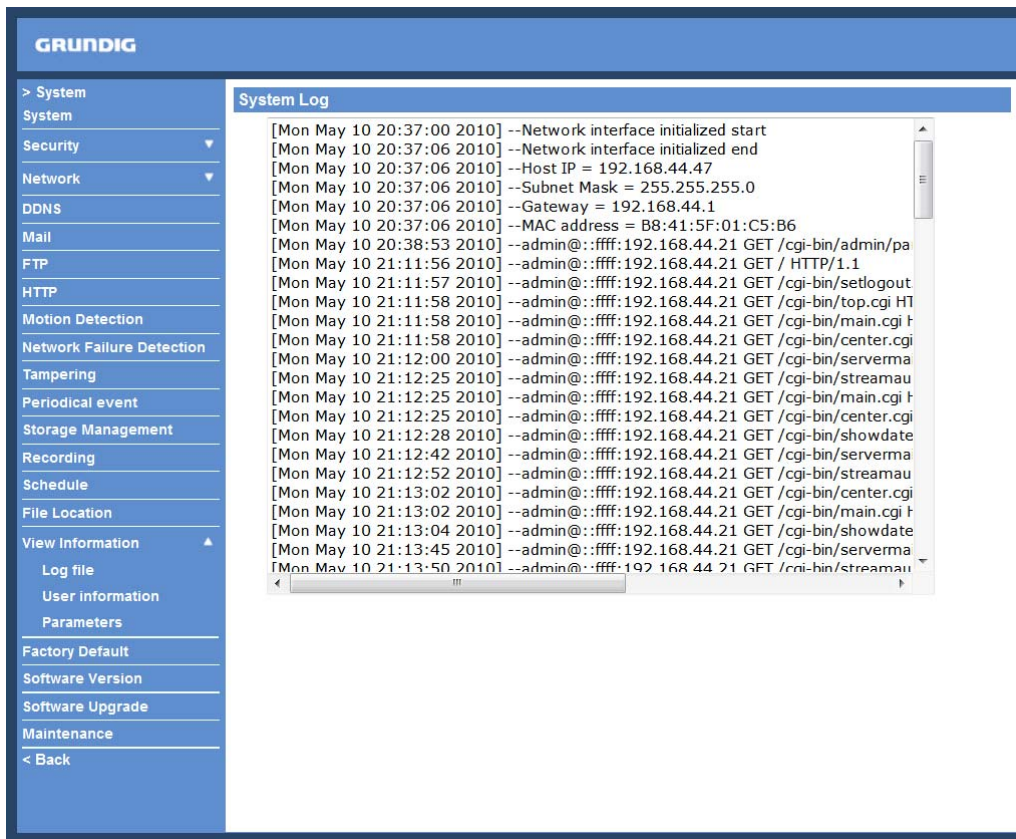 GRUNDIG
> System
System
Security
Network
DDNS
Mail
FTP
HTTP
Motion Detection
Network Failure Detection
Tampering
Periodical event
Storage Management
Recording
Schedule
File Location
View Information
Log file
User information
Parameters
Factory Default
Software Version
Software Upgrade
Maintenance
< Back
System Log
[Mon May 10 20:37:00 2010] --Network interface initialized start
[Mon May 10 20:37:06 2010] --Network interface initialized end
[Mon May 10 20:37:06 2010] --Host IP = 192.168.44.47
[Mon May 10 20:37:06 2010] --Subnet Mask = 255.255.255.0
[Mon May 10 20:37:06 2010] --Gateway = 192.168.44.1
[Mon May 10 20:37:06 2010] --MAC address = B8:41:5F:01:C5:B6
[Mon May 10 20:38:53 2010] --admin@::ffff:192.168.44.21 GET /cgi-bin/admin/pa
[Mon May 10 21:11:56 2010] --admin@::ffff:192.168.44.21 GET / HTTP/1.1
[Mon May 10 21:11:57 2010] --admin@::ffff:192.168.44.21 GET /cgi-bin/setlogout.
[Mon May 10 21:11:58 2010] --admin@::ffff:192.168.44.21 GET /cgi-bin/top.cgi HT
[Mon May 10 21:11:58 2010] --admin@::ffff:192.168.44.21 GET /cgi-bin/main.cgi H
[Mon May 10 21:11:58 2010] --admin@::ffff:192.168.44.21 GET /cgi-bin/center.cgi
[Mon May 10 21:12:00 2010] --admin@::ffff:192.168.44.21 GET /cgi-bin/serverma
[Mon May 10 21:12:25 2010] --admin@::ffff:192.168.44.21 GET /cgi-bin/streamau
[Mon May 10 21:12:25 2010] --admin@::ffff:192.168.44.21 GET /cgi-bin/main.cgi H
[Mon May 10 21:12:25 2010] --admin@::ffff:192.168.44.21 GET /cgi-bin/center.cgi
[Mon May 10 21:12:28 2010] --admin@::ffff:192.168.44.21 GET /cgi-bin/showdate
[Mon May 10 21:12:42 2010] --admin@::ffff:192.168.44.21 GET /cgi-bin/serverma
[Mon May 10 21:12:52 2010] --admin@::ffff:192.168.44.21 GET /cgi-bin/streamau
[Mon May 10 21:13:02 2010] --admin@::ffff:192.168.44.21 GET /cgi-bin/center.cgi
[Mon May 10 21:13:02 2010] --admin@::ffff:192.168.44.21 GET /cgi-bin/main.cgi H
[Mon May 10 21:13:04 2010] --admin@::ffff:192.168.44.21 GET /cgi-bin/showdate
[Mon May 10 21:13:45 2010] --admin@::ffff:192.168.44.21 GET /cgi-bin/serverma
[Mon May 10 21:13:50 2010] --admin@::ffff:192.168.44.21 GET /cgi-bin/streamau